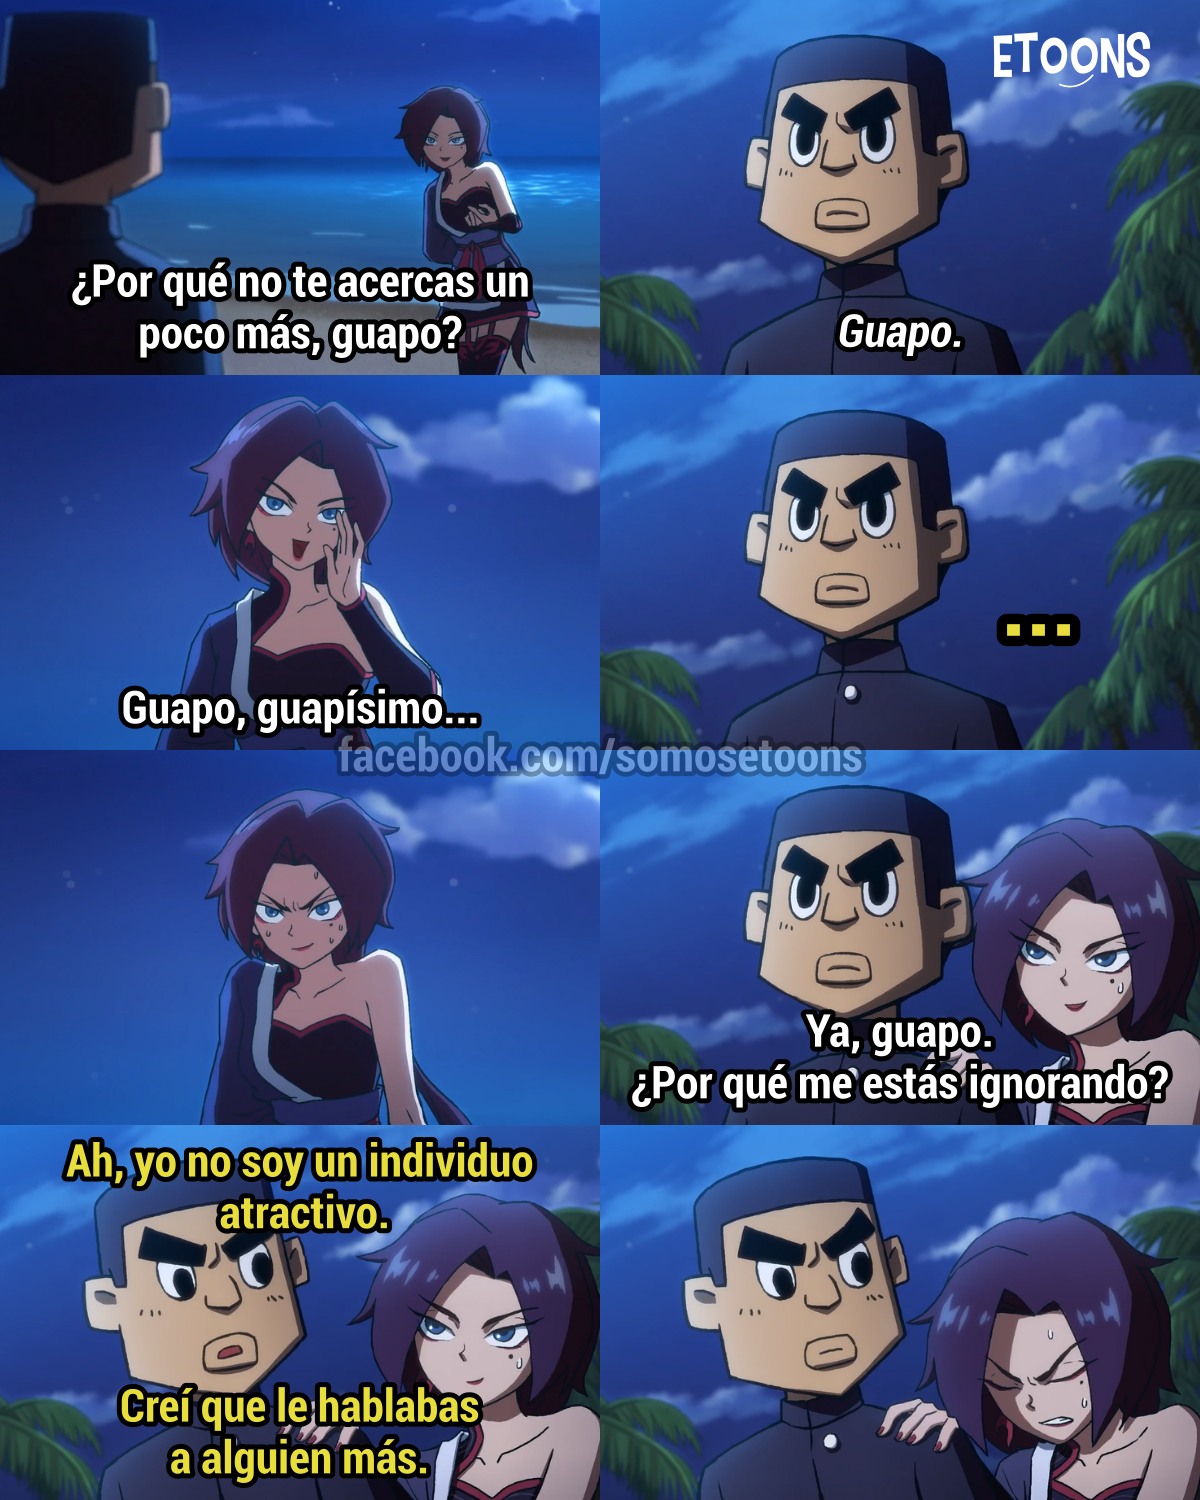 ¿Por qué no te acercas un
poco más, guapo?
ETOONS
Guapo.
Guapo, guapísimo...
...
facebook.com/somosetoons
Ya, guapo.
¿Por qué me estás ignorando?
Ah, yo no soy un individuo
atractivo.
Creí que le hablabas
a alguien más.